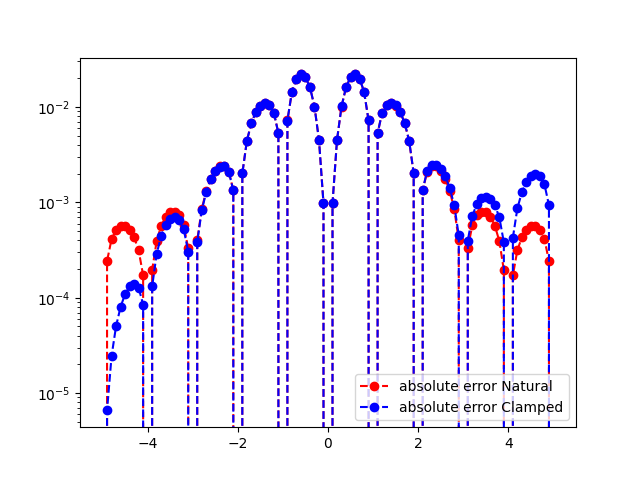 10⁻²
10⁻³
10⁻⁴
10⁻⁵
−4 −2 0 2 4
absolute error Natural
absolute error Clamped